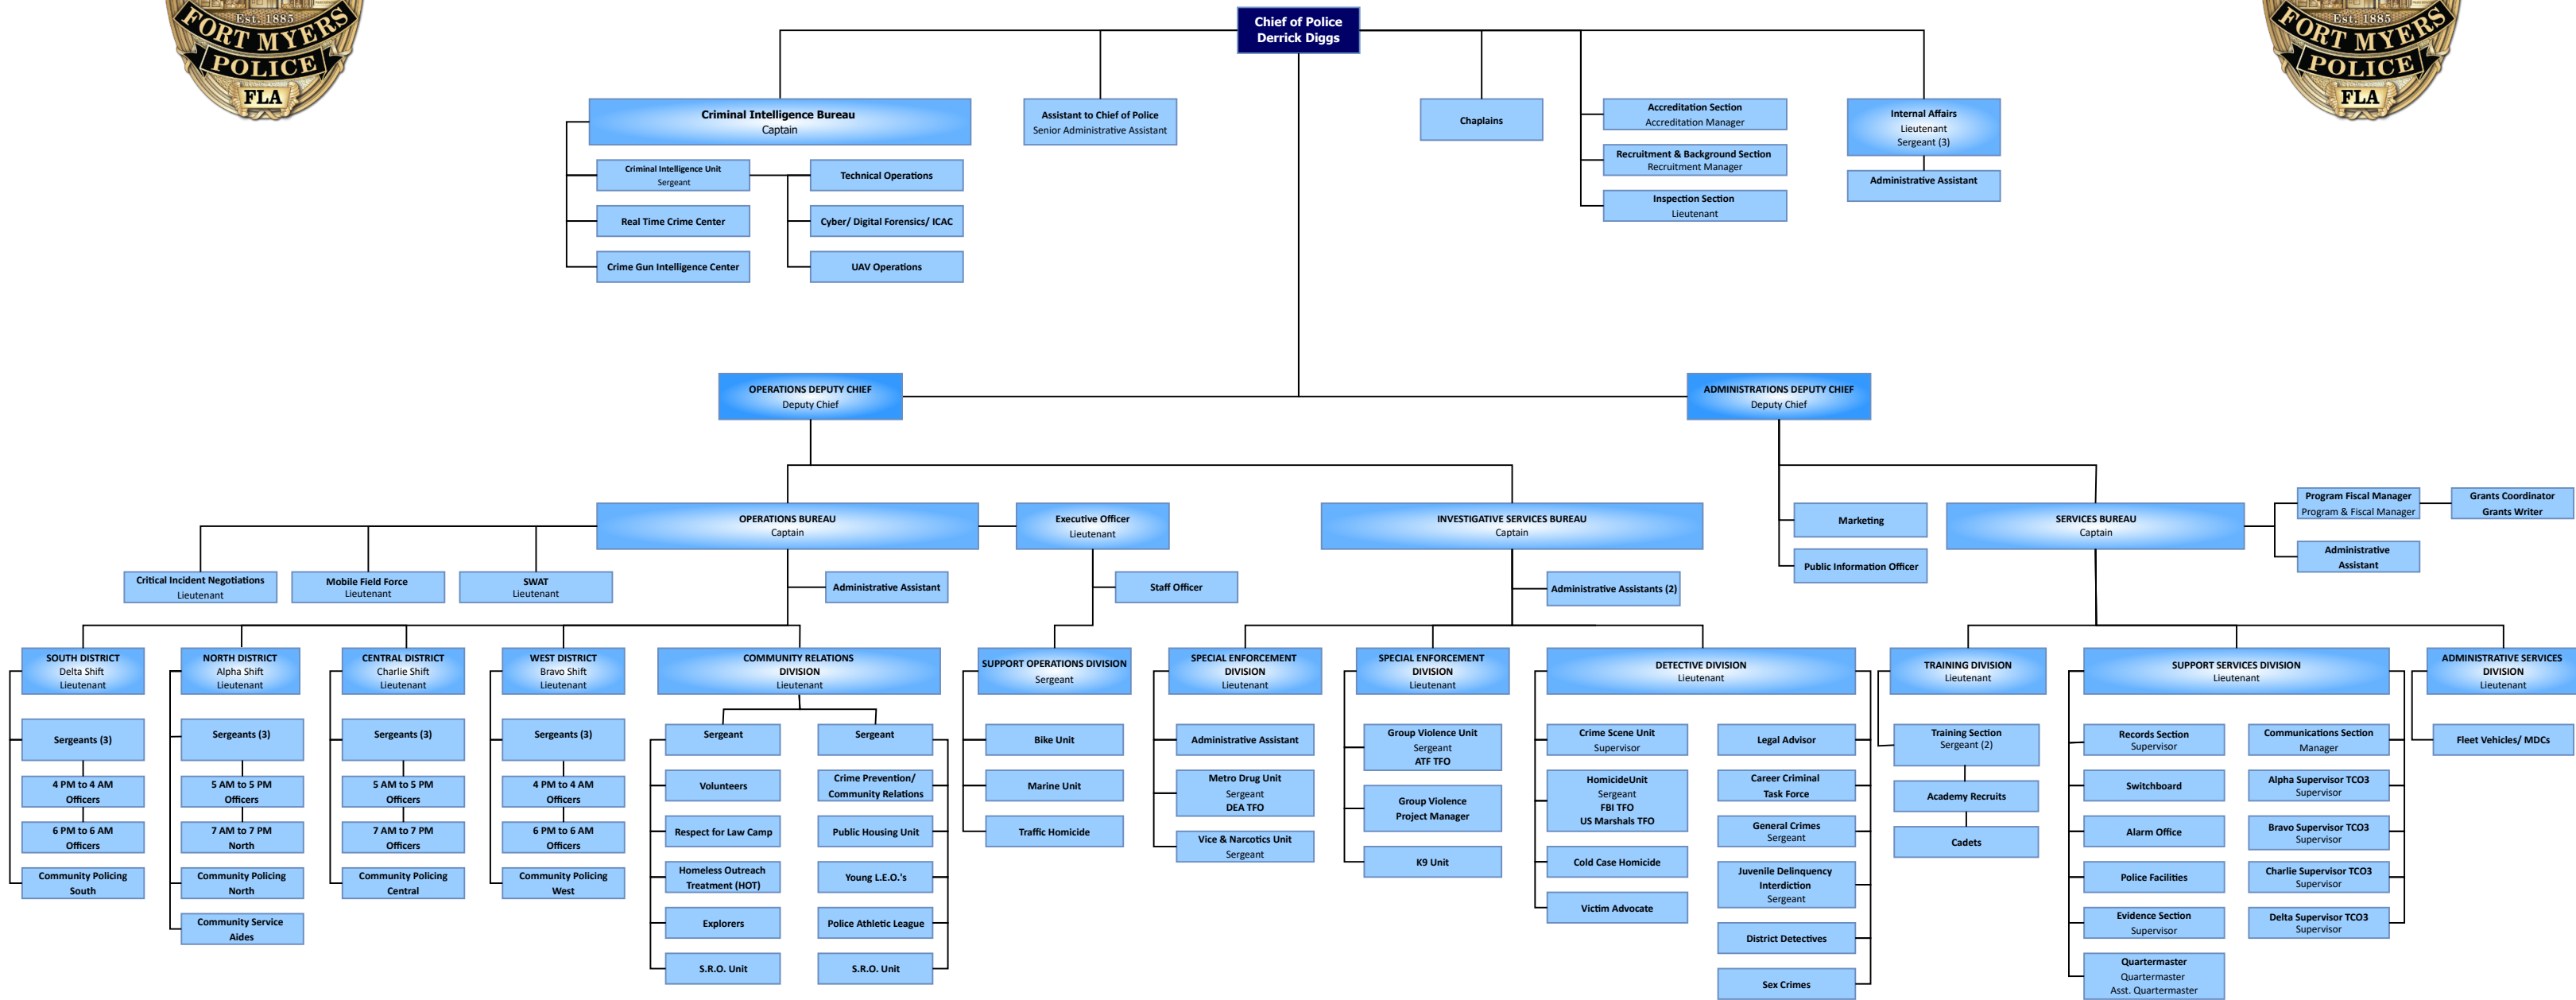 Est. 1885
FORT MYERS
POLICE
FLA
Est. 1885
FORT MYERS
POLICE
FLA
Chief of Police
Derrick Diggs
Criminal Intelligence Bureau
Captain
Assistant to Chief of Police
Senior Administrative Assistant
Chaplains
Accreditation Section
Accreditation Manager
Recruitment & Background Section
Recruitment Manager
Inspection Section
Lieutenant
Internal Affairs
Lieutenant
Sergeant (3)
Administrative Assistant
Criminal Intelligence Unit
Sergeant
Technical Operations
Real Time Crime Center
Cyber/ Digital Forensics/ ICAC
Crime Gun Intelligence Center
UAV Operations
OPERATIONS DEPUTY CHIEF
Deputy Chief
ADMINISTRATIONS DEPUTY CHIEF
Deputy Chief
OPERATIONS BUREAU
Captain
Executive Officer
Lieutenant
INVESTIGATIVE SERVICES BUREAU
Captain
Marketing
Public Information Officer
SERVICES BUREAU
Captain
Program Fiscal Manager
Program & Fiscal Manager
Grants Coordinator
Grants Writer
Administrative
Assistant
Critical Incident Negotiations
Lieutenant
Mobile Field Force
Lieutenant
SWAT
Lieutenant
Administrative Assistant
Staff Officer
Administrative Assistants (2)
SOUTH DISTRICT
Delta Shift
Lieutenant
Sergeants (3)
4 PM to 4 AM
Officers
6 PM to 6 AM
Officers
Community Policing
South
NORTH DISTRICT
Alpha Shift
Lieutenant
Sergeants (3)
5 AM to 5 PM
Officers
7 AM to 7 PM
North
Community Policing
North
Community Service
Aides
CENTRAL DISTRICT
Charlie Shift
Lieutenant
Sergeants (3)
5 AM to 5 PM
Officers
7 AM to 7 PM
Officers
Community Policing
Central
WEST DISTRICT
Bravo Shift
Lieutenant
Sergeants (3)
4 PM to 4 AM
Officers
6 PM to 6 AM
Officers
Community Policing
West
COMMUNITY RELATIONS
DIVISION
Lieutenant
Sergeant
Volunteers
Respect for Law Camp
Homeless Outreach
Treatment (HOT)
Explorers
S.R.O. Unit
Sergeant
Crime Prevention/
Community Relations
Public Housing Unit
Young L.E.O.'s
Police Athletic League
S.R.O. Unit
SUPPORT OPERATIONS DIVISION
Sergeant
Bike Unit
Marine Unit
Traffic Homicide
SPECIAL ENFORCEMENT
DIVISION
Lieutenant
Administrative Assistant
Metro Drug Unit
Sergeant
DEA TFO
Vice & Narcotics Unit
Sergeant
SPECIAL ENFORCEMENT
DIVISION
Lieutenant
Group Violence Unit
Sergeant
ATF TFO
Group Violence
Project Manager
K9 Unit
DETECTIVE DIVISION
Lieutenant
Crime Scene Unit
Supervisor
HomicideUnit
Sergeant
FBI TFO
US Marshals TFO
Cold Case Homicide
Victim Advocate
Legal Advisor
Career Criminal
Task Force
General Crimes
Sergeant
Juvenile Delinquency
Interdiction
Sergeant
District Detectives
Sex Crimes
TRAINING DIVISION
Lieutenant
Training Section
Sergeant (2)
Academy Recruits
Cadets
SUPPORT SERVICES DIVISION
Lieutenant
Records Section
Supervisor
Switchboard
Alarm Office
Police Facilities
Evidence Section
Supervisor
Quartermaster
Quartermaster
Asst. Quartermaster
Communications Section
Manager
Alpha Supervisor TCO3
Supervisor
Bravo Supervisor TCO3
Supervisor
Charlie Supervisor TCO3
Supervisor
Delta Supervisor TCO3
Supervisor
ADMINISTRATIVE SERVICES
DIVISION
Lieutenant
Fleet Vehicles/ MDCs